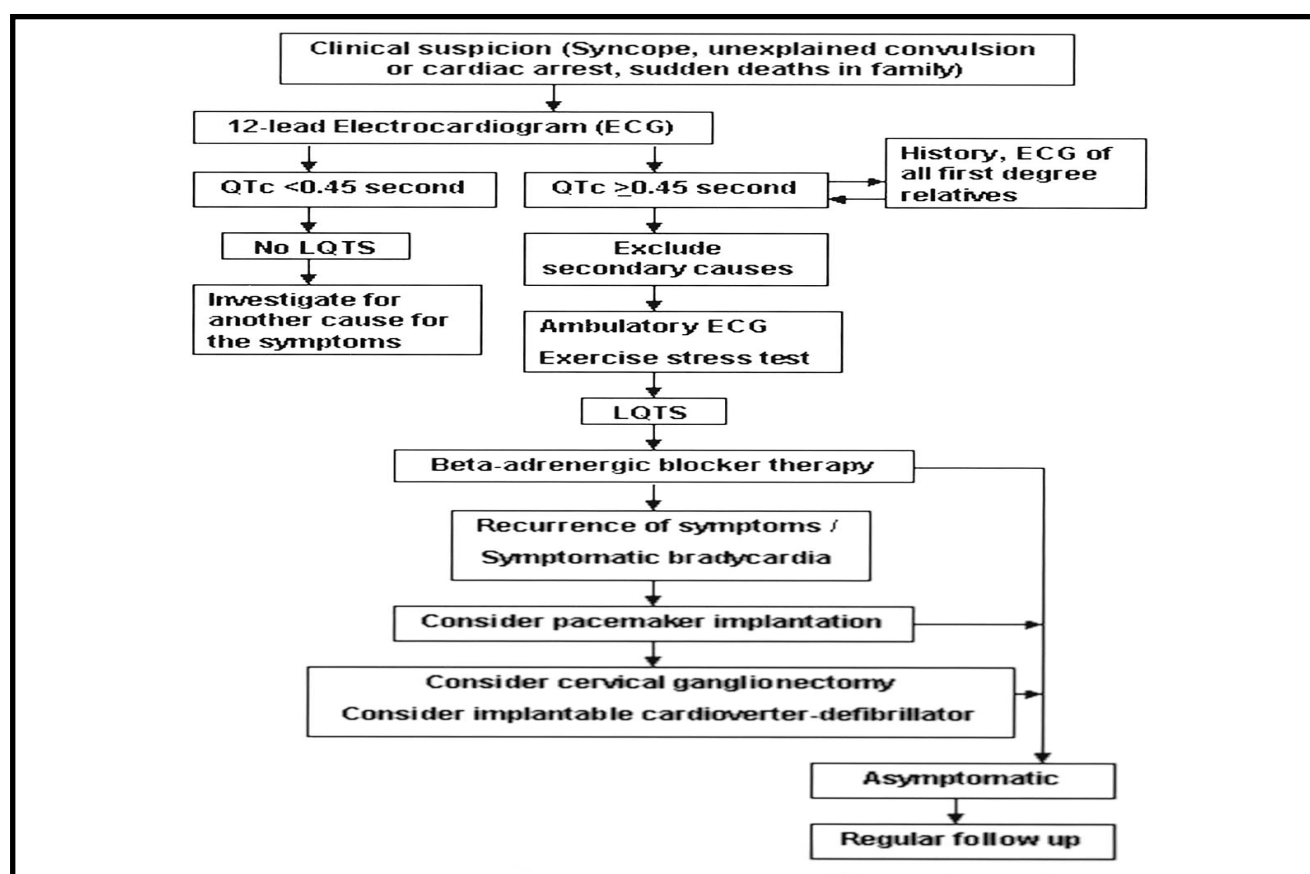 Clinical suspicion (Syncope, unexplained convulsion
or cardiac arrest, sudden deaths in family)
12-lead Electrocardiogram (ECG)
QTc <0.45 second
QTc ≥0.45 second
History, ECG of
all first degree
relatives
No LQTS
Exclude
secondary causes
Investigate for
another cause for
the symptoms
Ambulatory ECG
Exercise stress test
LQTS
Beta-adrenergic blocker therapy
Recurrence of symptoms /
Symptomatic bradycardia
Consider pacemaker implantation
Consider cervical ganglionectomy
Consider implantable cardioverter-defibrillator
Asymptomatic
Regular follow up